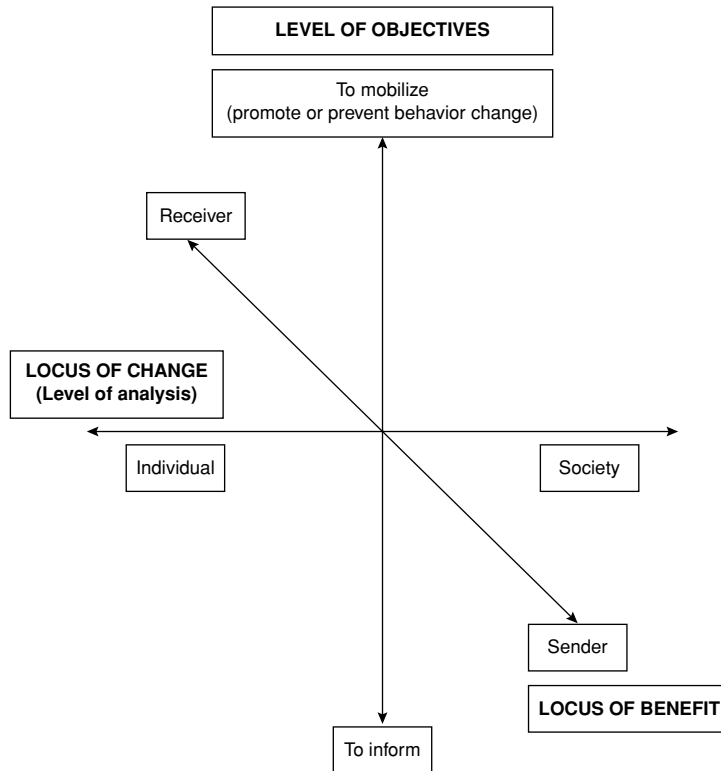 LEVEL OF OBJECTIVES
To mobilize
(promote or prevent behavior change)
Receiver
LOCUS OF CHANGE
(Level of analysis)
Individual
Society
Sender
LOCUS OF BENEFIT
To inform